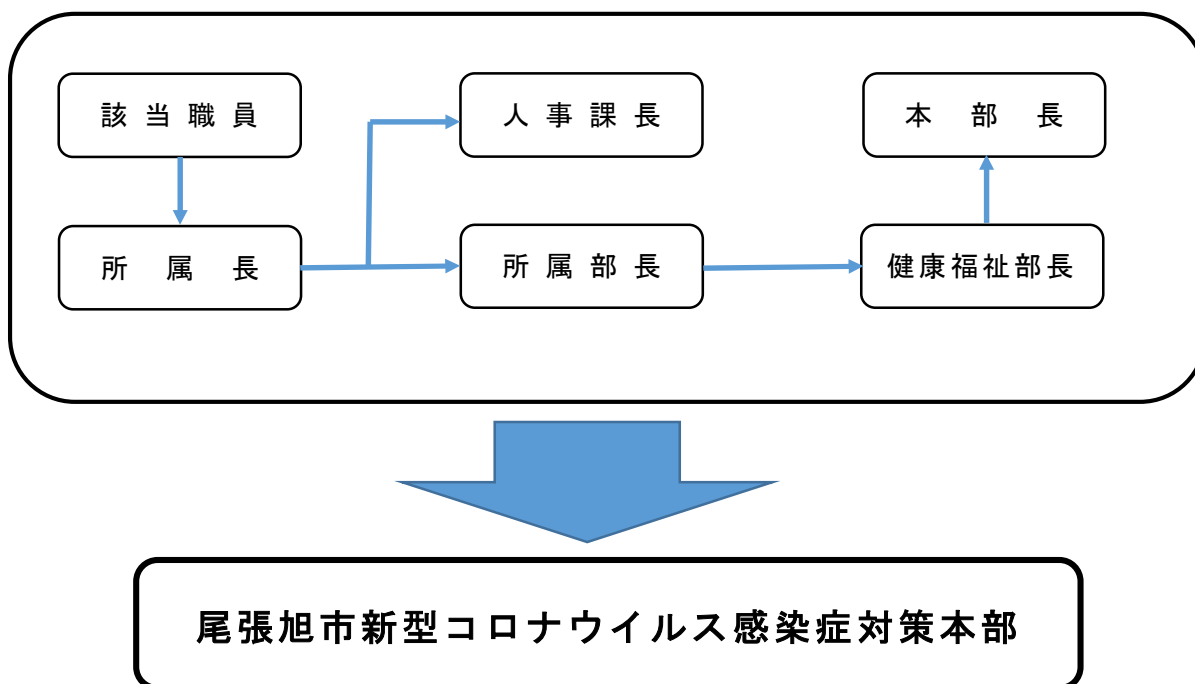 該当職員
人事課長
本部長
所属長
所属部長
健康福祉部長
尾張旭市新型コロナウイルス感染症対策本部